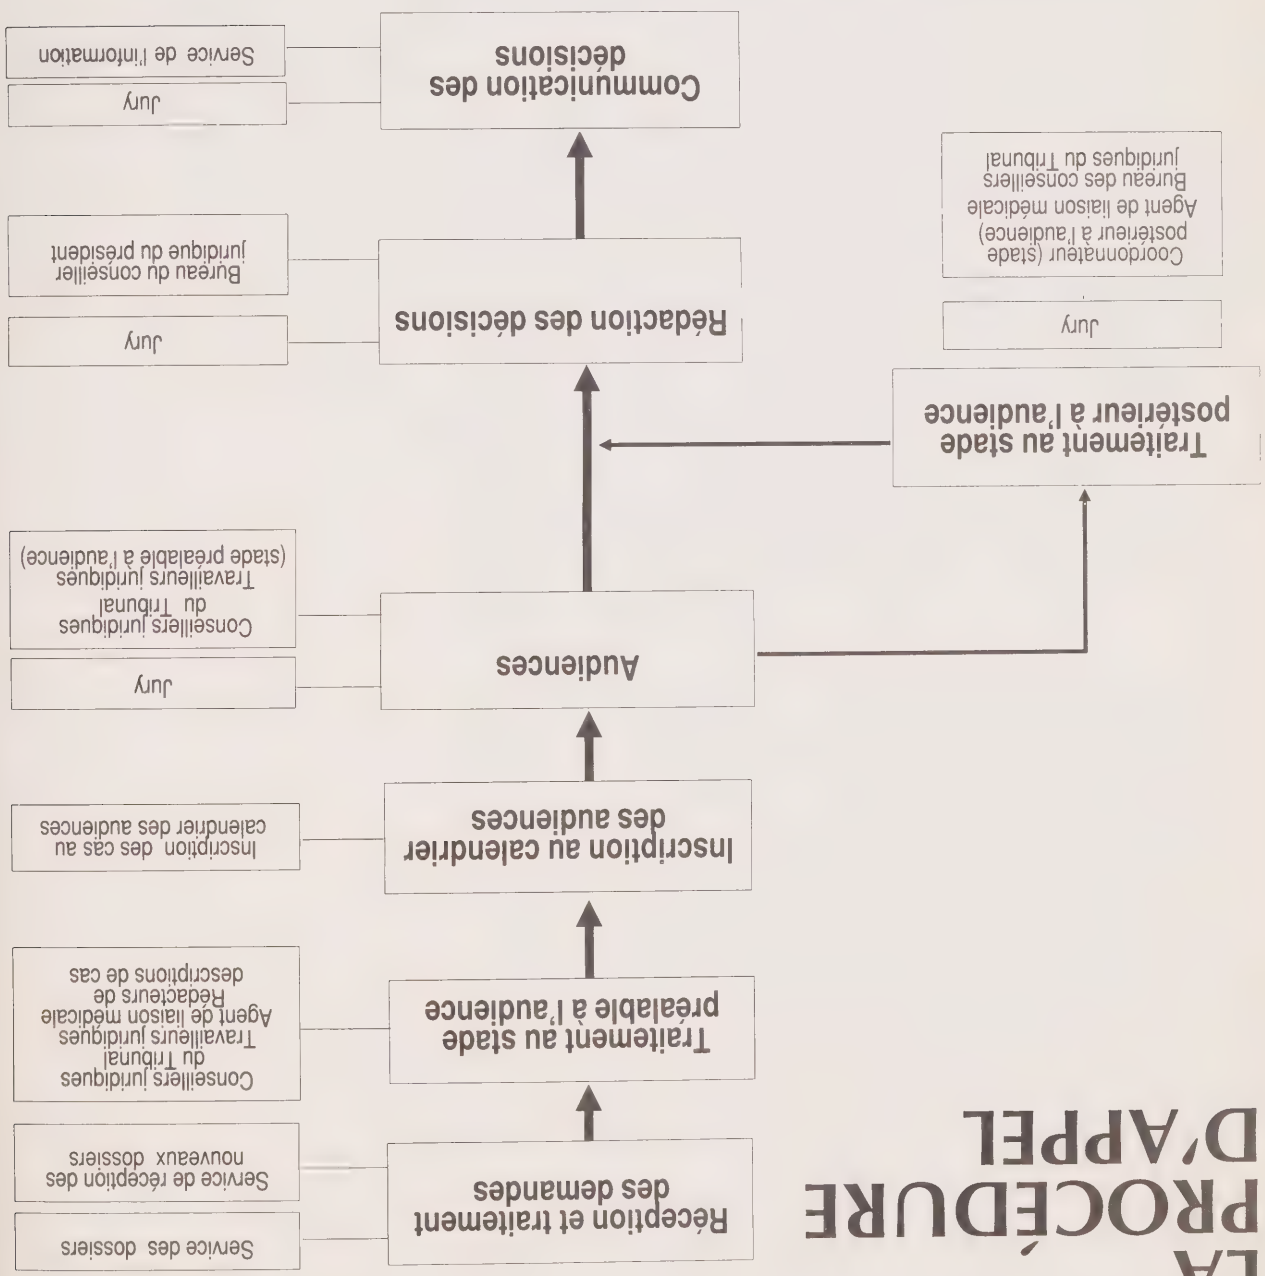 LA
PROCÉDURE
D'APPEL
Réception et traitement
des demandes
Service des dossiers
Service de réception des
nouveaux dossiers
Traitement au stade
préalable à l'audience
Conseillers juridiques
du Tribunal
Travailleurs juridiques
Agent de liaison médicale
Rédacteurs de
descriptions de cas
Inscription au calendrier
des audiences
Inscription des cas au
calendrier des audiences
Audiences
Jury
Conseillers juridiques
du Tribunal
Travailleurs juridiques
(stade préalable à l'audience)
Traitement au stade
postérieur à l'audience
Jury
Coordonnateur (stade
postérieur à l'audience)
Agent de liaison médicale
Bureau des conseillers
juridiques du Tribunal
Rédaction des décisions
Jury
Bureau du conseiller
juridique du président
Communication des
décisions
Jury
Service de l'information